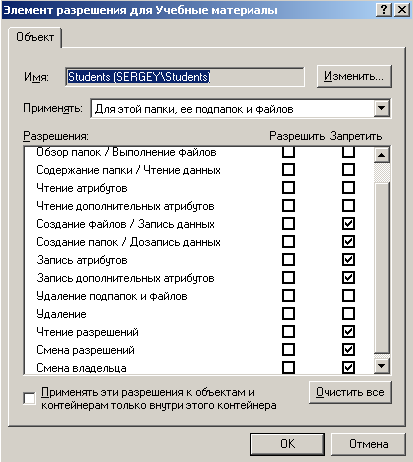 Элемент разрешения для Учебные материалы
Объект
Имя: Students (SERGEY\Students) Изменить...
Применять: Для этой папки, ее подпапок и файлов
Разрешения: Разрешить Запретить
Обзор папок / Выполнение файлов
Содержание папки / Чтение данных
Чтение атрибутов
Чтение дополнительных атрибутов
Создание файлов / Запись данных
Создание папок / Дозапись данных
Запись атрибутов
Запись дополнительных атрибутов
Удаление подпапок и файлов
Удаление
Чтение разрешений
Смена разрешений
Смена владельца
Применять эти разрешения к объектам и Очистить все
контейнерам только внутри этого контейнера
OK Отмена